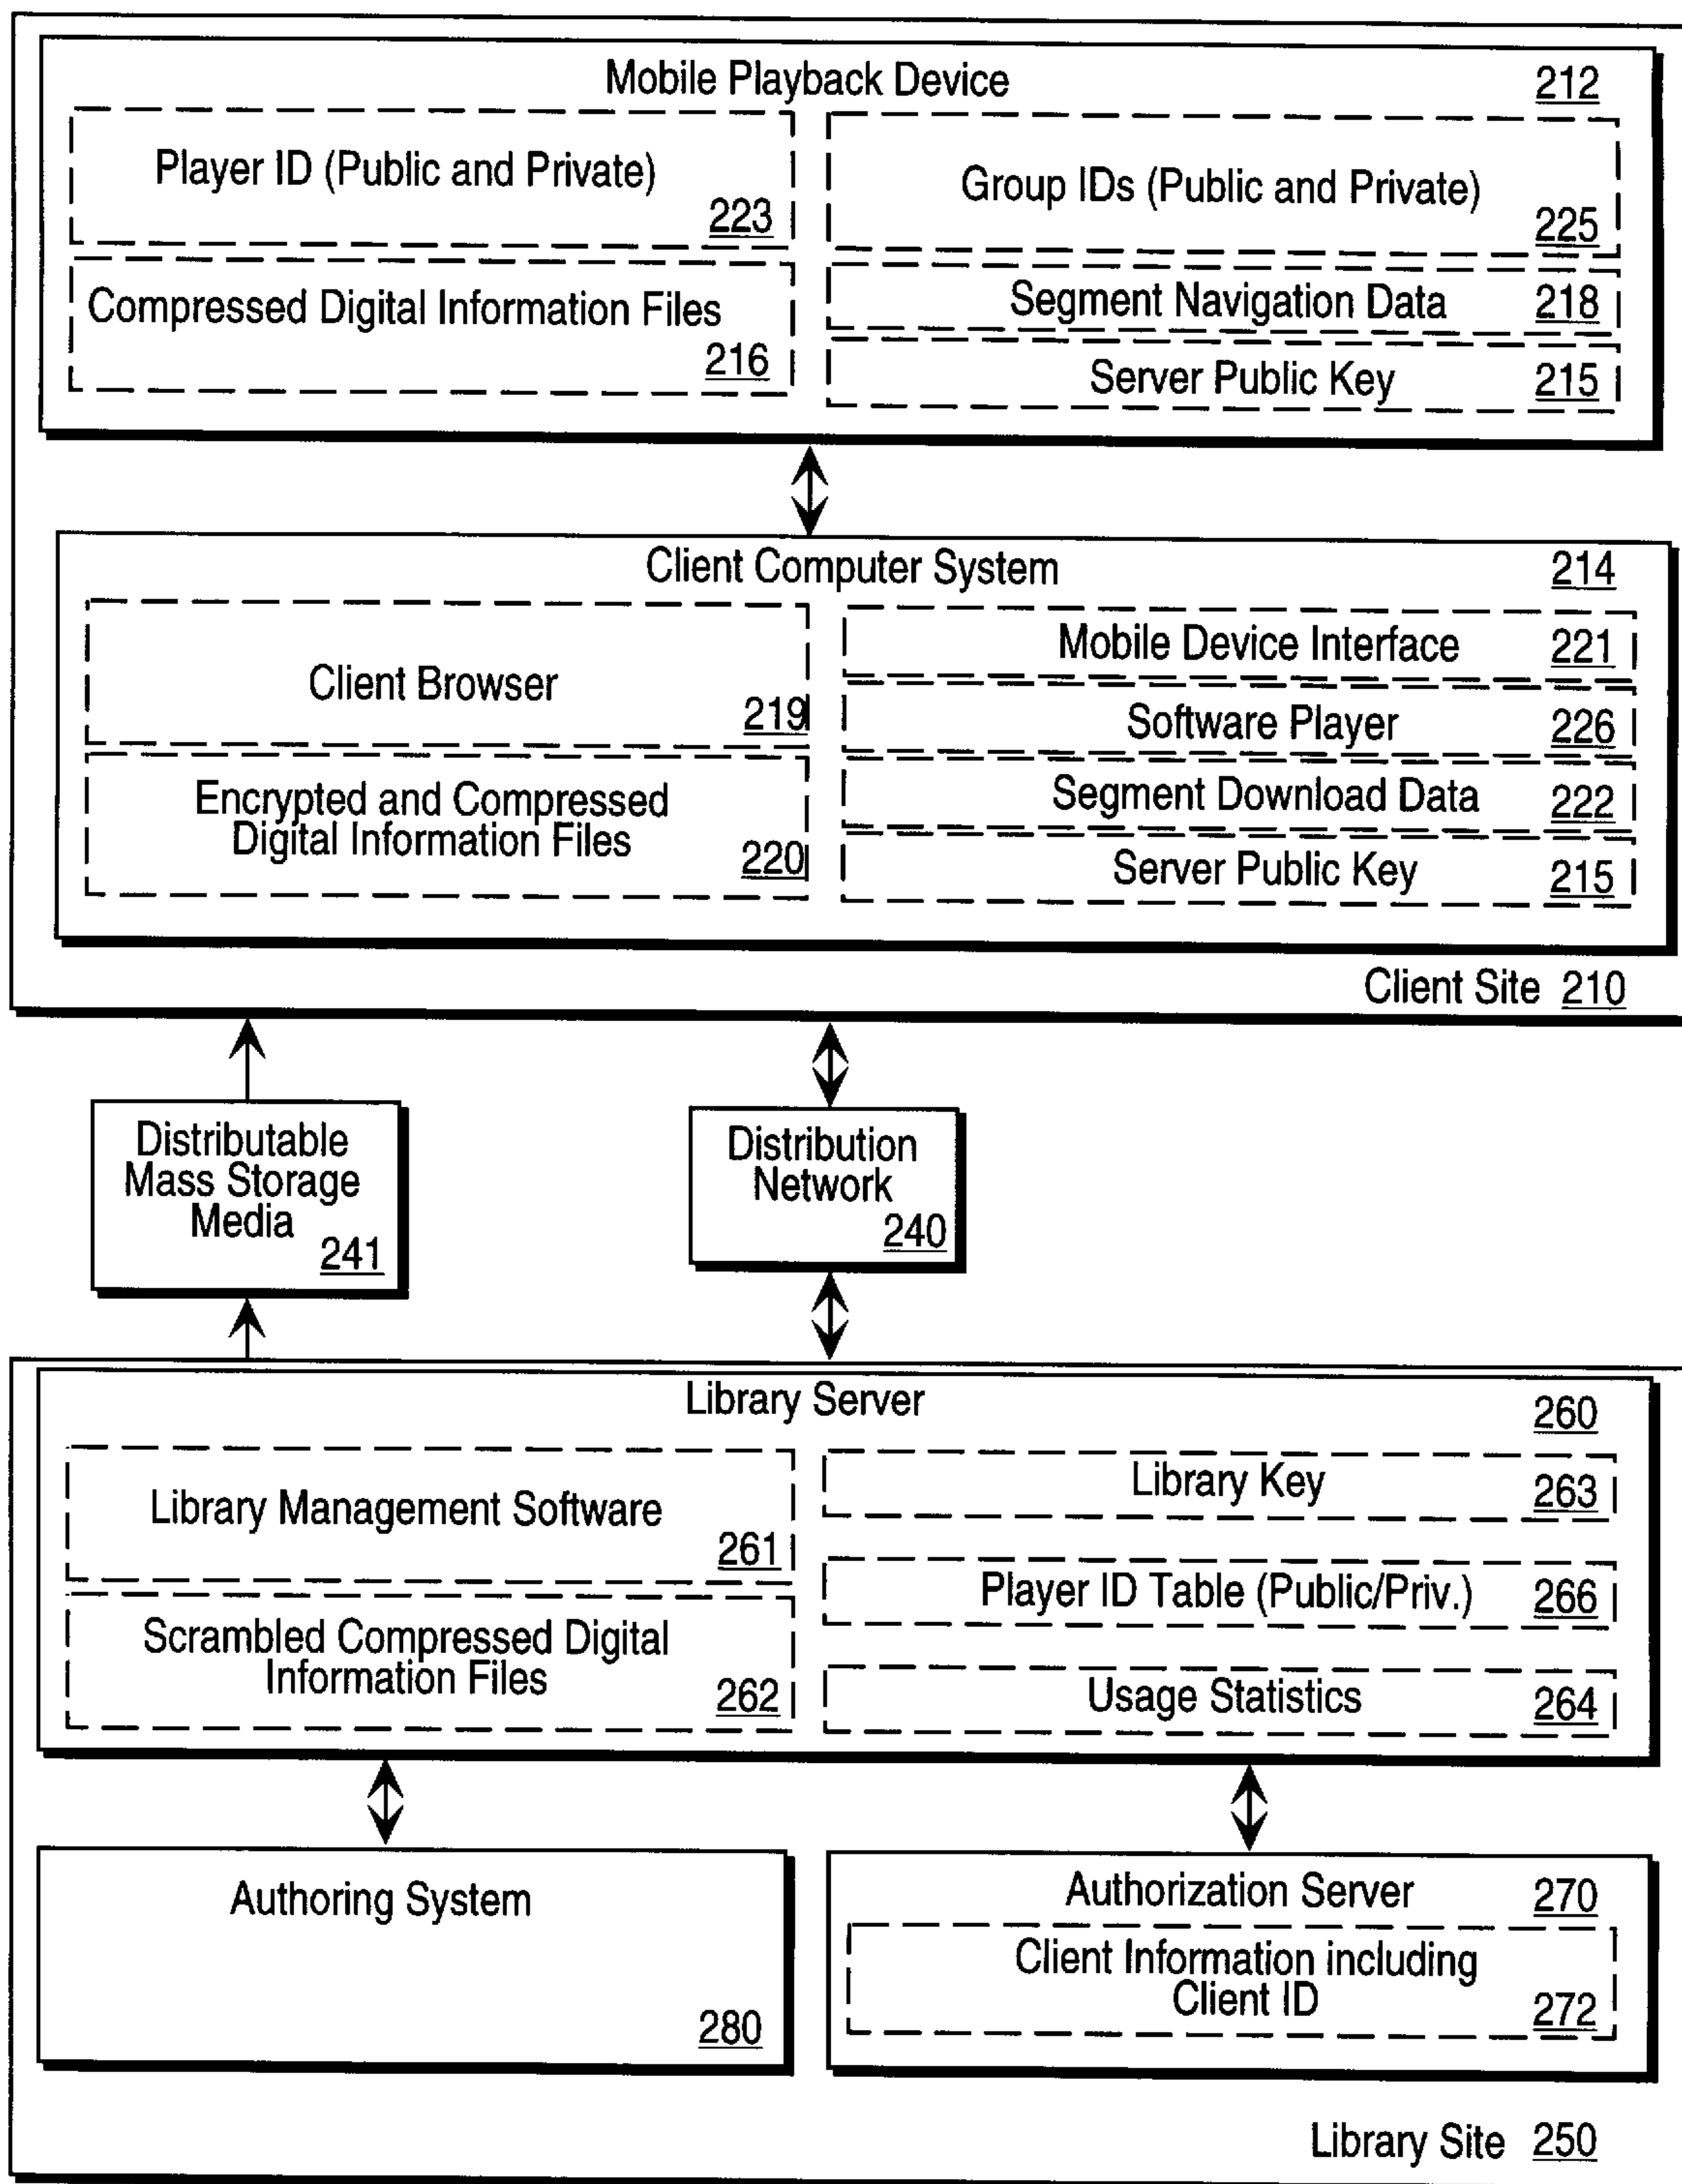 Mobile Playback Device 212
Player ID (Public and Private)
223
Group IDs (Public and Private)
225
Compressed Digital Information Files
216
Segment Navigation Data 218
Server Public Key 215
Client Computer System 214
Client Browser
219
Mobile Device Interface 221
Software Player 226
Encrypted and Compressed
Digital Information Files
220
Segment Download Data 222
Server Public Key 215
Client Site 210
Distributable
Mass Storage
Media
241
Distribution
Network
240
Library Server 260
Library Management Software
261
Library Key 263
Player ID Table (Public/Priv.) 266
Scrambled Compressed Digital
Information Files
262
Usage Statistics 264
Authoring System
280
Authorization Server 270
Client Information including
Client ID 272
Library Site 250